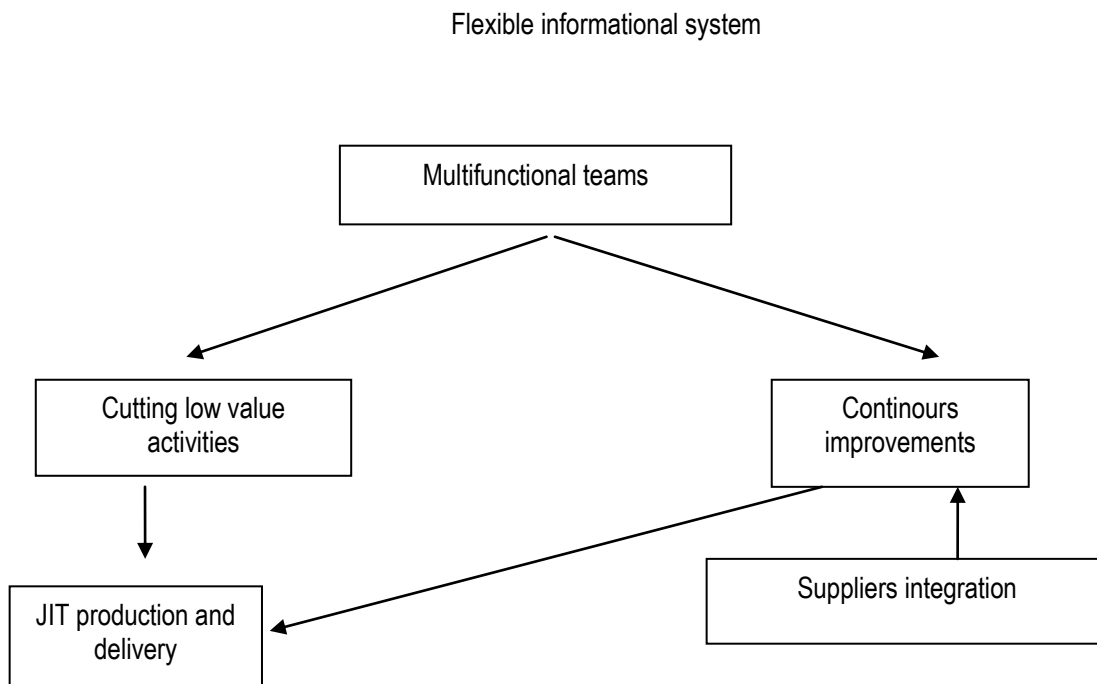 Flexible informational system
Multifunctional teams
Cutting low value
activities
Continours
improvements
Suppliers integration
JIT production and
delivery